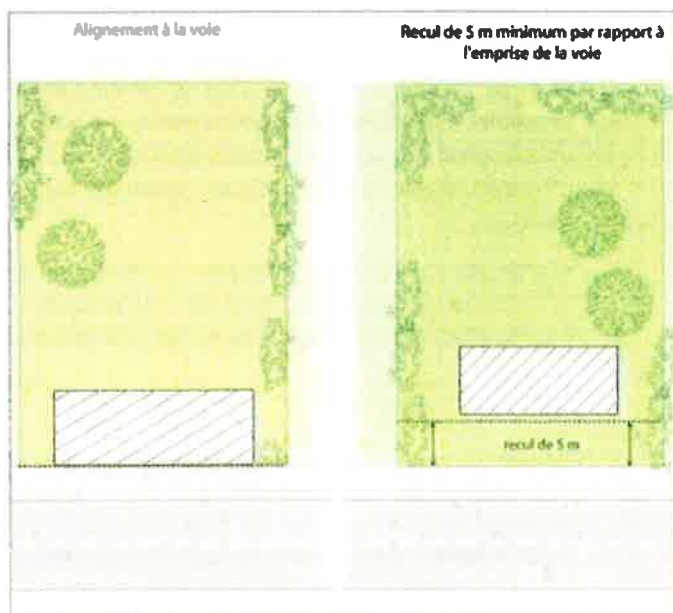 Alignement à la voie
Recul de 5 m minimum par rapport à
l'emprise de la voie
recul de 5 m